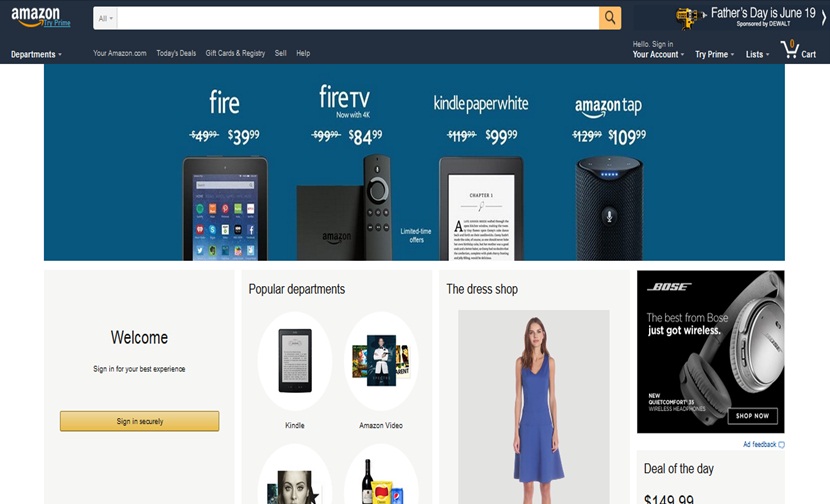 amazon
Try Prime
All
Father's Day is June 19
Sponsored by DEWALT
Departments
Your Amazon.com
Today's Deals
Gift Cards & Registry
Sell
Help
Hello. Sign in
Your Account
Try Prime
Lists
0
Cart
fire
$49.99 $39.99
fireTV
Now with 4K
$99.99 $84.99
kindle paperwhite
$119.99 $99.99
amazon tap
$129.99 $109.99
amazon
CHAPTER I
Limited-time
offers
Welcome
Sign in for your best experience
Sign in securely
Popular departments
Kindle
Amazon Video
The dress shop
BOSE
The best from Bose
just got wireless.
NEW
QUIETCOMFORT 35
WIRELESS HEADPHONES
SHOP NOW
Ad feedback
Deal of the day
$149.99